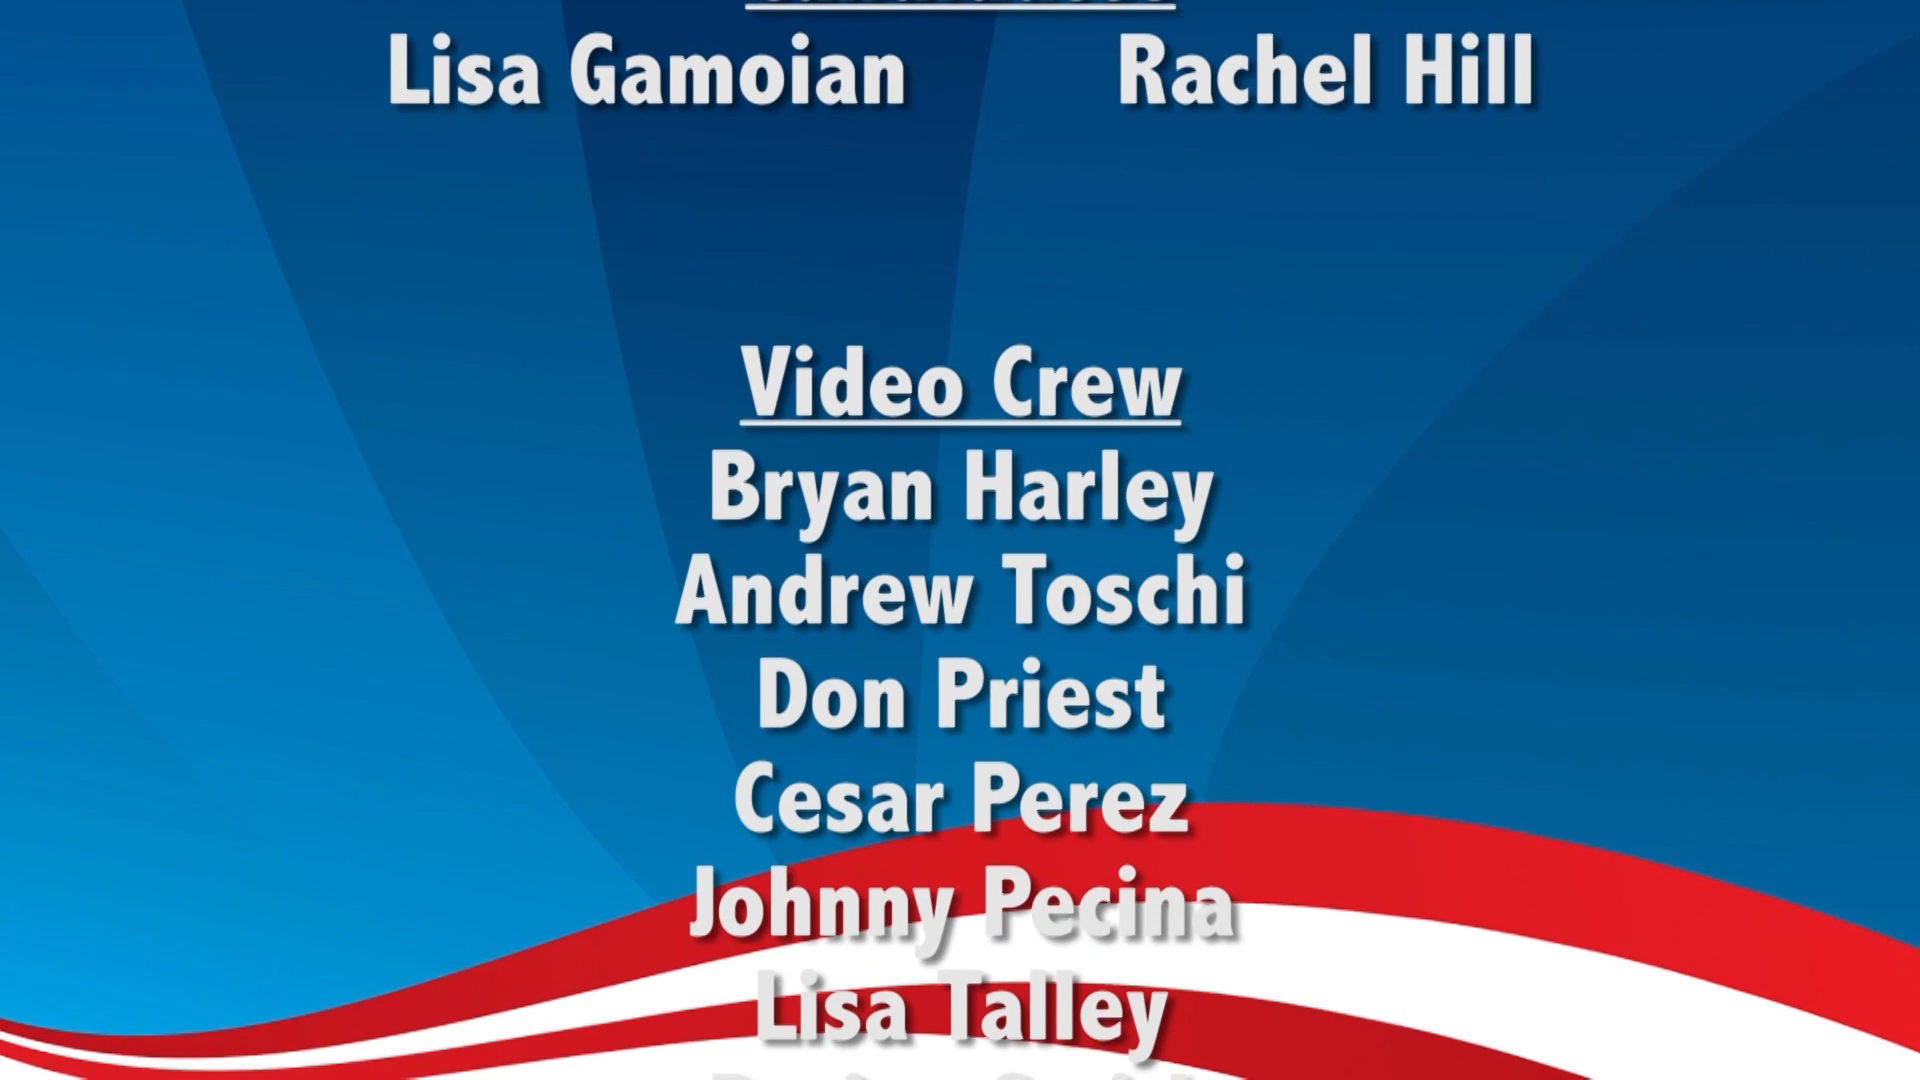 Lisa Gamoian Rachel Hill
Video Crew
Bryan Harley
Andrew Toschi
Don Priest
Cesar Perez
Johnny Pecina
Lisa Talley